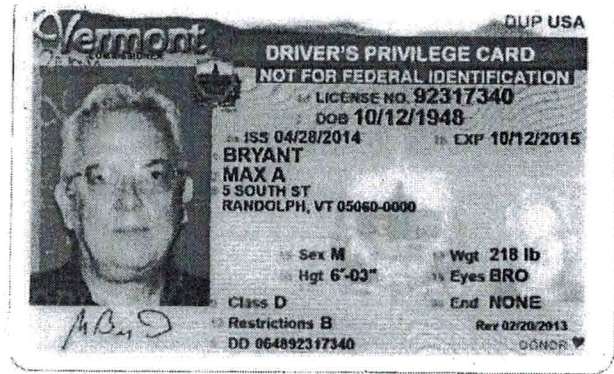 DUP USA
Vermont
DRIVER'S PRIVILEGE CARD
NOT FOR FEDERAL IDENTIFICATION
LICENSE NO. 92317340
DOB 10/12/1948
ISS 04/28/2014 EXP 10/12/2015
BRYANT
MAX A
5 SOUTH ST
RANDOLPH, VT 05060-0000
Sex M Wgt 218 lb
Hgt 6'-03" Eyes BRO
Class D End NONE
Restrictions B Rev 02/20/2013
DD 064892317340 DONOR